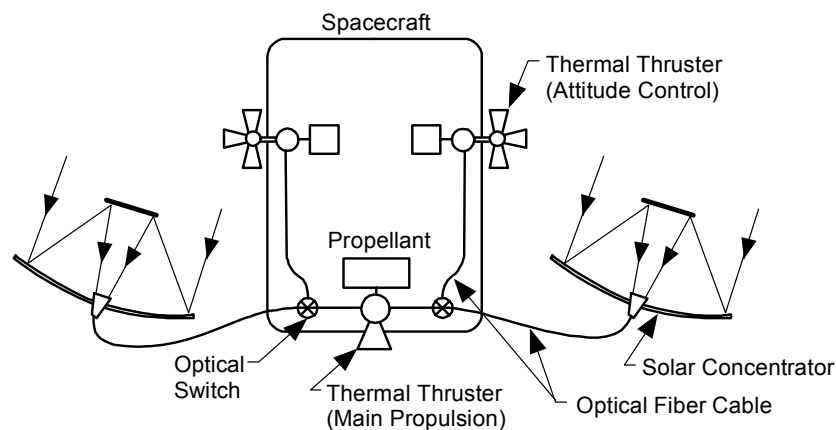 Spacecraft
Thermal Thruster
(Attitude Control)
Propellant
Optical
Switch
Thermal Thruster
(Main Propulsion)
Solar Concentrator
Optical Fiber Cable